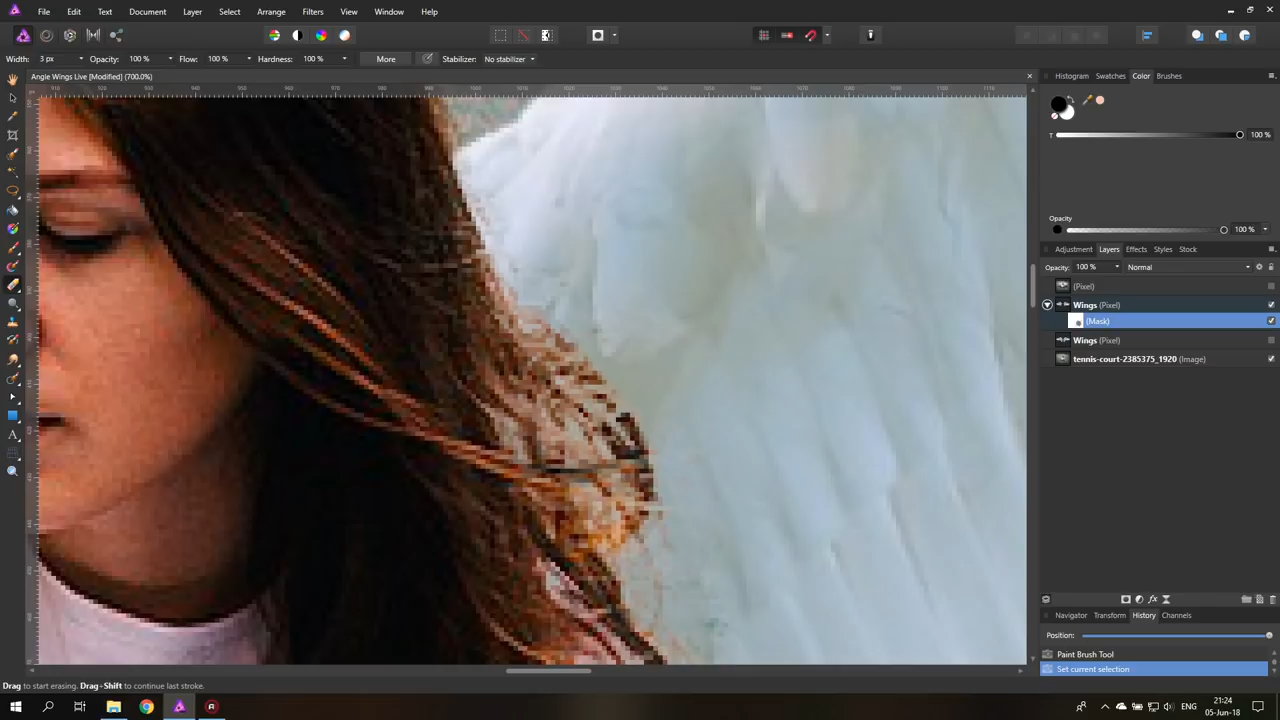 File Edit Text Document Layer Select Arrange Filters View Window Help
Width: 3 px Opacity: 100 % Flow: 100 % Hardness: 100 % More Stabilizer: No stabilizer
Angie Wings Live [Modified] (700.0%)
Histogram Swatches Color Brushes
100 %
Opacity
100 %
Adjustment Layers Effects Styles Stock
Opacity: 100 % Normal
(Pixel)
Wings (Pixel)
(Mask)
Wings (Pixel)
tennis-court-2385375_1920 (Image)
fx
Navigator Transform History Channels
Position:
Paint Brush Tool
Set current selection
Drag to start erasing. Drag+Shift to continue last stroke.
ENG
21:24
05-Jun-18